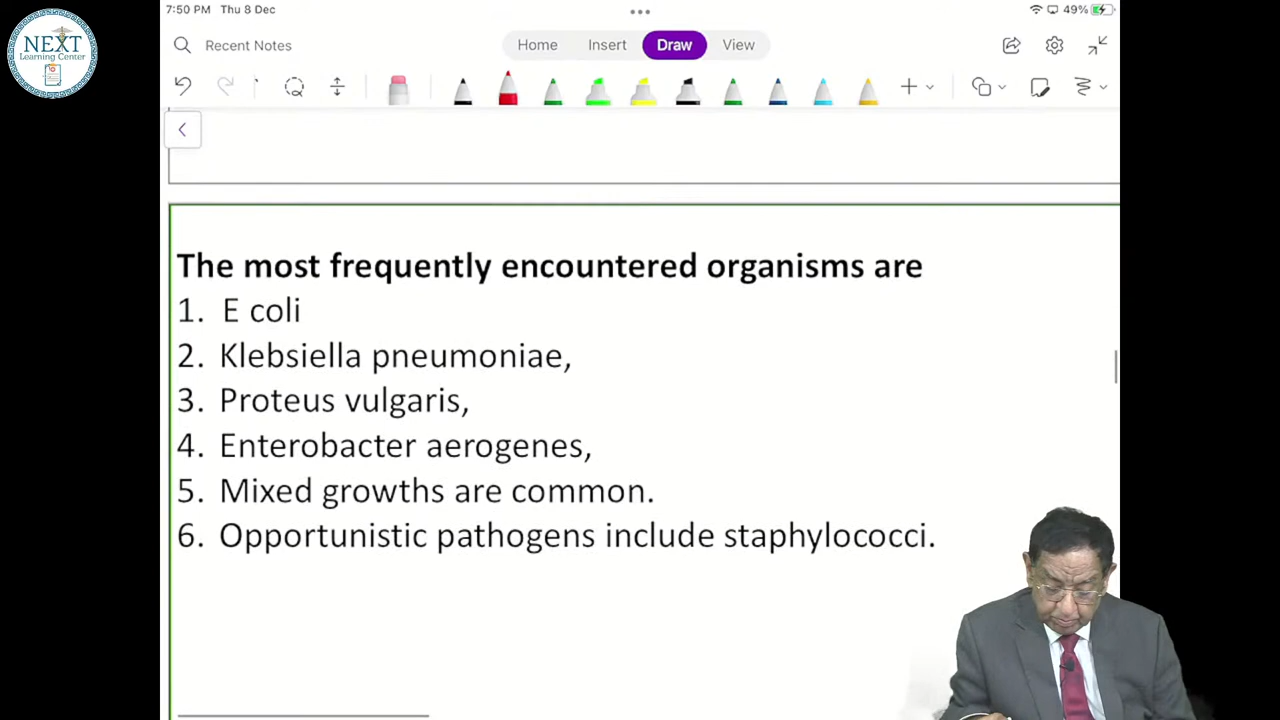 7:50 PM Thu 8 Dec
49%
NEXT
Learning Center
Recent Notes
Home Insert Draw View
The most frequently encountered organisms are
1. E coli
2. Klebsiella pneumoniae,
3. Proteus vulgaris,
4. Enterobacter aerogenes,
5. Mixed growths are common.
6. Opportunistic pathogens include staphylococci.